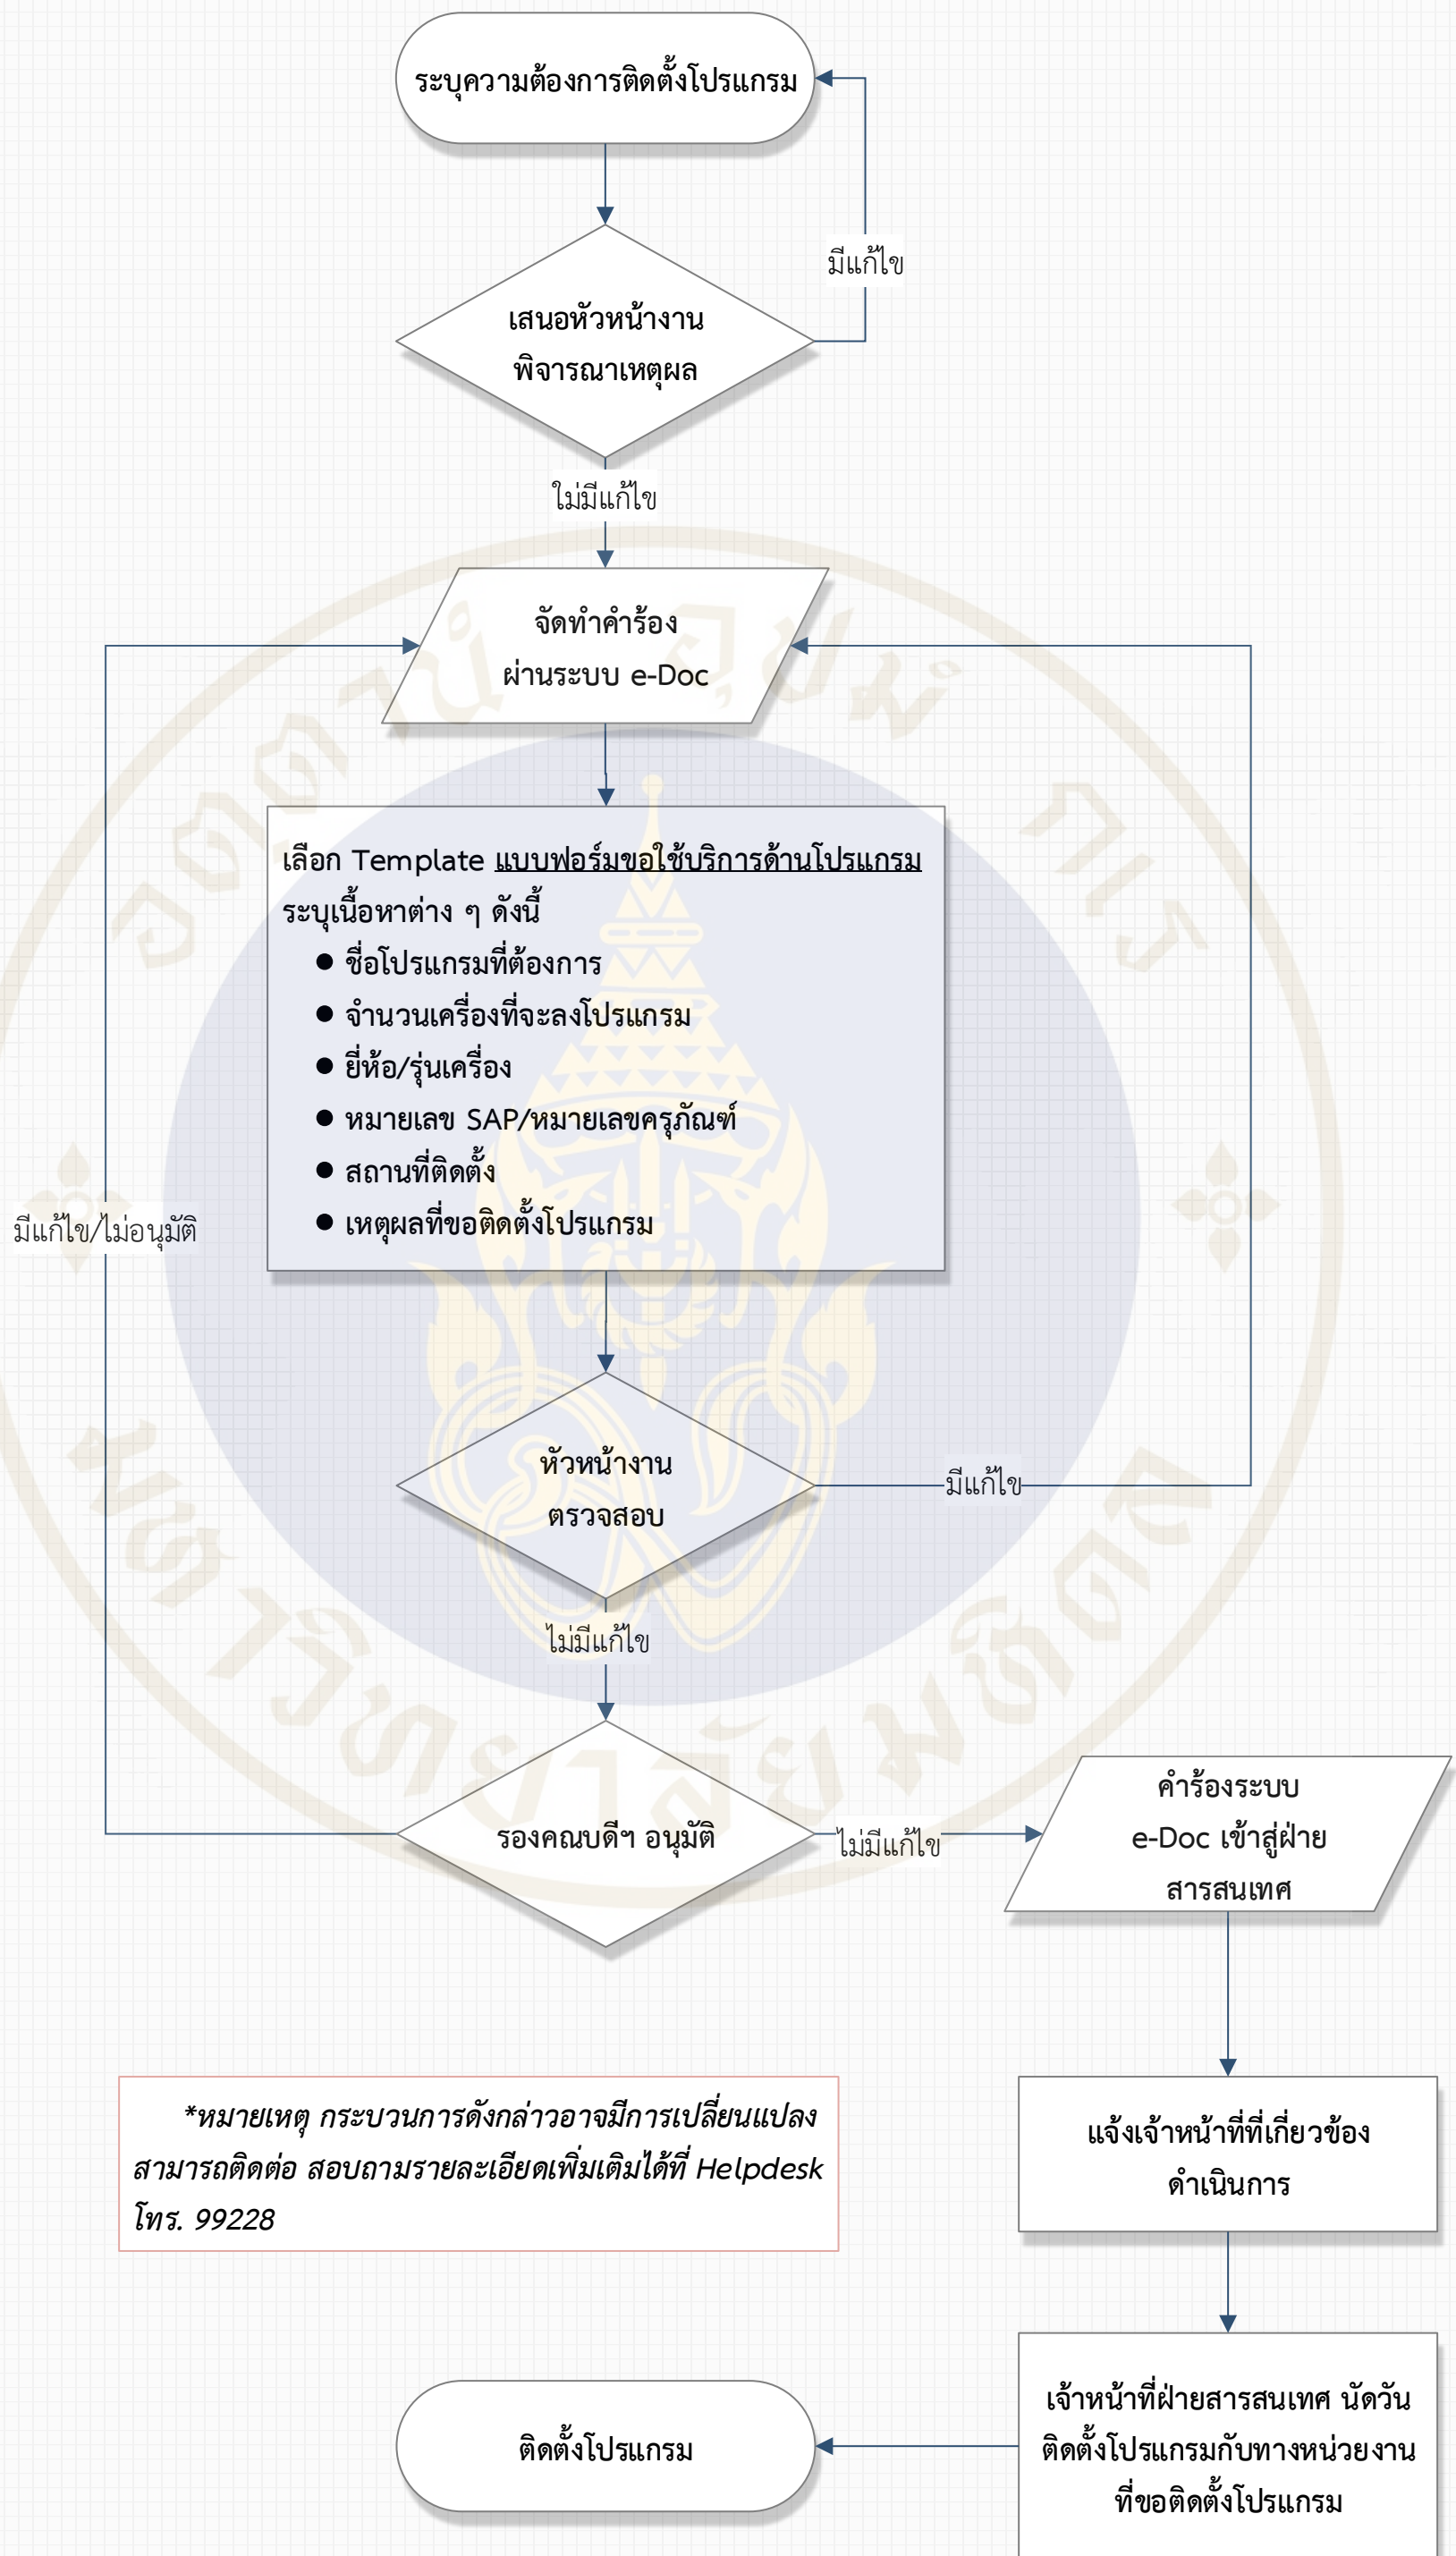 ระบุความต้องการติดตั้งโปรแกรม
มีแก้ไข
เสนอหัวหน้างาน
พิจารณาเหตุผล
ไม่มีแก้ไข
จัดทำคำร้อง
ผ่านระบบ e-Doc
เลือก Template แบบฟอร์มขอใช้บริการด้านโปรแกรม
ระบุเนื้อหาต่าง ๆ ดังนี้
● ชื่อโปรแกรมที่ต้องการ
● จำนวนเครื่องที่จะลงโปรแกรม
● ยี่ห้อ/รุ่นเครื่อง
● หมายเลข SAP/หมายเลขครุภัณฑ์
● สถานที่ติดตั้ง
● เหตุผลที่ขอติดตั้งโปรแกรม
มีแก้ไข/ไม่อนุมัติ
หัวหน้างาน
ตรวจสอบ
มีแก้ไข
ไม่มีแก้ไข
รองคณบดีฯ อนุมัติ
ไม่มีแก้ไข
คำร้องระบบ
e-Doc เข้าสู่ฝ่าย
สารสนเทศ
*หมายเหตุ กระบวนการดังกล่าวอาจมีการเปลี่ยนแปลง
สามารถติดต่อ สอบถามรายละเอียดเพิ่มเติมได้ที่ Helpdesk
โทร. 99228
แจ้งเจ้าหน้าที่ที่เกี่ยวข้อง
ดำเนินการ
เจ้าหน้าที่ฝ่ายสารสนเทศ นัดวัน
ติดตั้งโปรแกรมกับทางหน่วยงาน
ที่ขอติดตั้งโปรแกรม
ติดตั้งโปรแกรม
อตฺตานํ อุปมํ กเร
มหาวิทยาลัยมหิดล